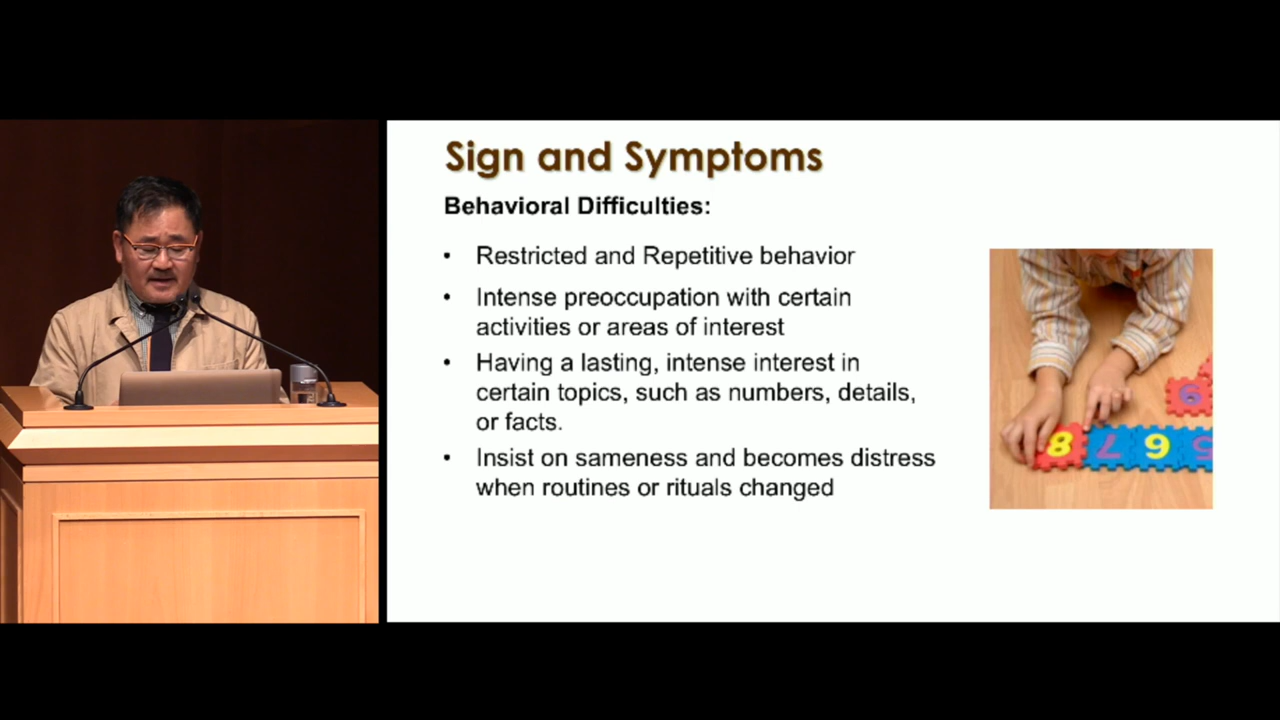 Sign and Symptoms
Behavioral Difficulties:
• Restricted and Repetitive behavior
• Intense preoccupation with certain
activities or areas of interest
• Having a lasting, intense interest in
certain topics, such as numbers, details,
or facts.
• Insist on sameness and becomes distress
when routines or rituals changed
8 7 6 5
9